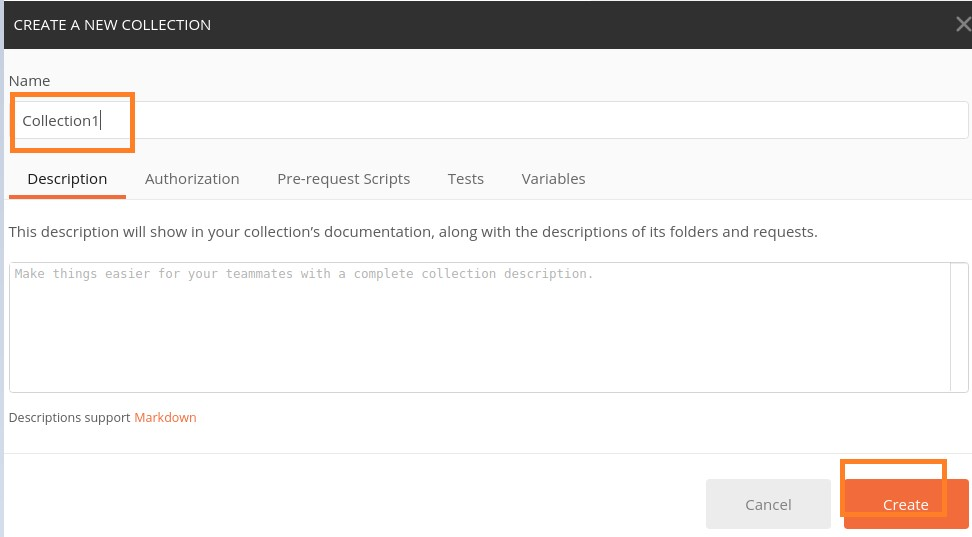 CREATE A NEW COLLECTION
Name
Collection1
Description Authorization Pre-request Scripts Tests Variables
This description will show in your collection’s documentation, along with the descriptions of its folders and requests.
Make things easier for your teammates with a complete collection description.
Descriptions support Markdown
Cancel Create